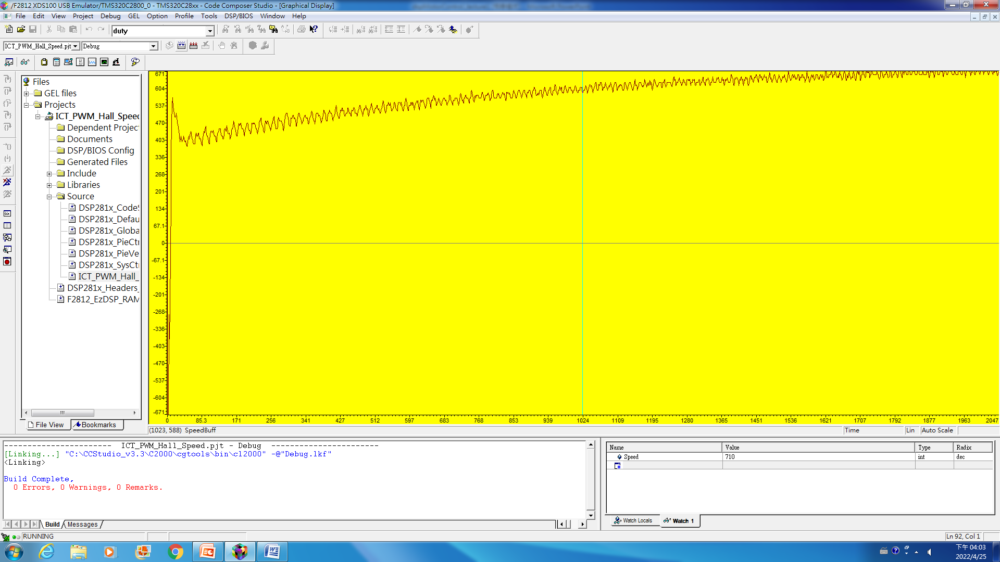 /F2812 XDS100 USB Emulator/TMS320C2800_0 - TMS320C28xx - Code Composer Studio - [Graphical Display]
File Edit View Project Debug GEL Option Profile Tools DSP/BIOS Window Help
duty
ICT_PWM_Hall_Speed.pjt Debug
Files
GEL files
Projects
ICT_PWM_Hall_Speed
Dependent Project
Documents
DSP/BIOS Config
Generated Files
Include
Libraries
Source
DSP281x_CodeS
DSP281x_Defau
DSP281x_Globa
DSP281x_PieCtr
DSP281x_PieVe
DSP281x_SysCtr
ICT_PWM_Hall_
DSP281x_Headers_
F2812_EzDSP_RAM
File View Bookmarks
671
604
537
470
403
336
268
201
134
67.1
0
-67.1
-134
-201
-268
-336
-403
-470
-537
-604
-671
0 85.3 171 256 341 427 512 597 683 768 853 939 1024 1109 1195 1280 1365 1451 1536 1621 1707 1792 1877 1963 2047
(1023, 588) SpeedBuff Time Lin Auto Scale
----------------------- ICT_PWM_Hall_Speed.pjt - Debug -----------------------
[Linking...] "C:\CCStudio_v3.3\C2000\cgtools\bin\cl2000" -@"Debug.lkf"
<Linking>
Build Complete,
0 Errors, 0 Warnings, 0 Remarks.
Build Messages
Name Value Type Radix
Speed 710 int dec
Watch Locals Watch 1
RUNNING Ln 92, Col 1
下午 04:03
2022/4/25